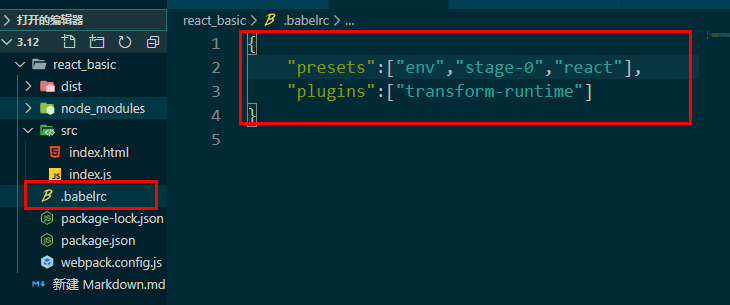 打开的编辑器
3.12
react_basic
dist
node_modules
src
index.html
index.js
.babelrc
package-lock.json
package.json
webpack.config.js
新建 Markdown.md
react_basic > .babelrc > ...
1 {
2 "presets":["env","stage-0","react"],
3 "plugins":["transform-runtime"]
4 }
5